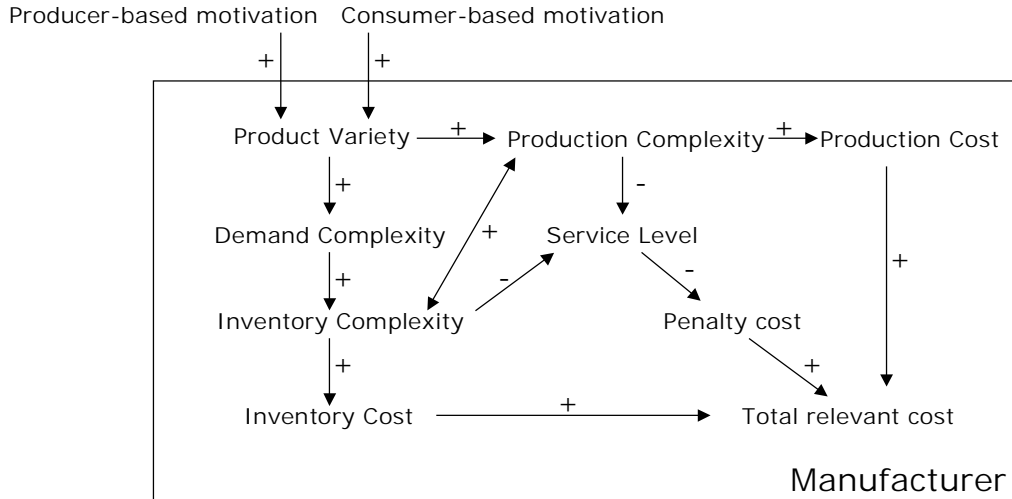 Producer-based motivation Consumer-based motivation
+ +
Product Variety + Production Complexity + Production Cost
+ -
Demand Complexity + Service Level
+ - - +
Inventory Complexity Penalty cost
+ +
Inventory Cost + Total relevant cost
Manufacturer